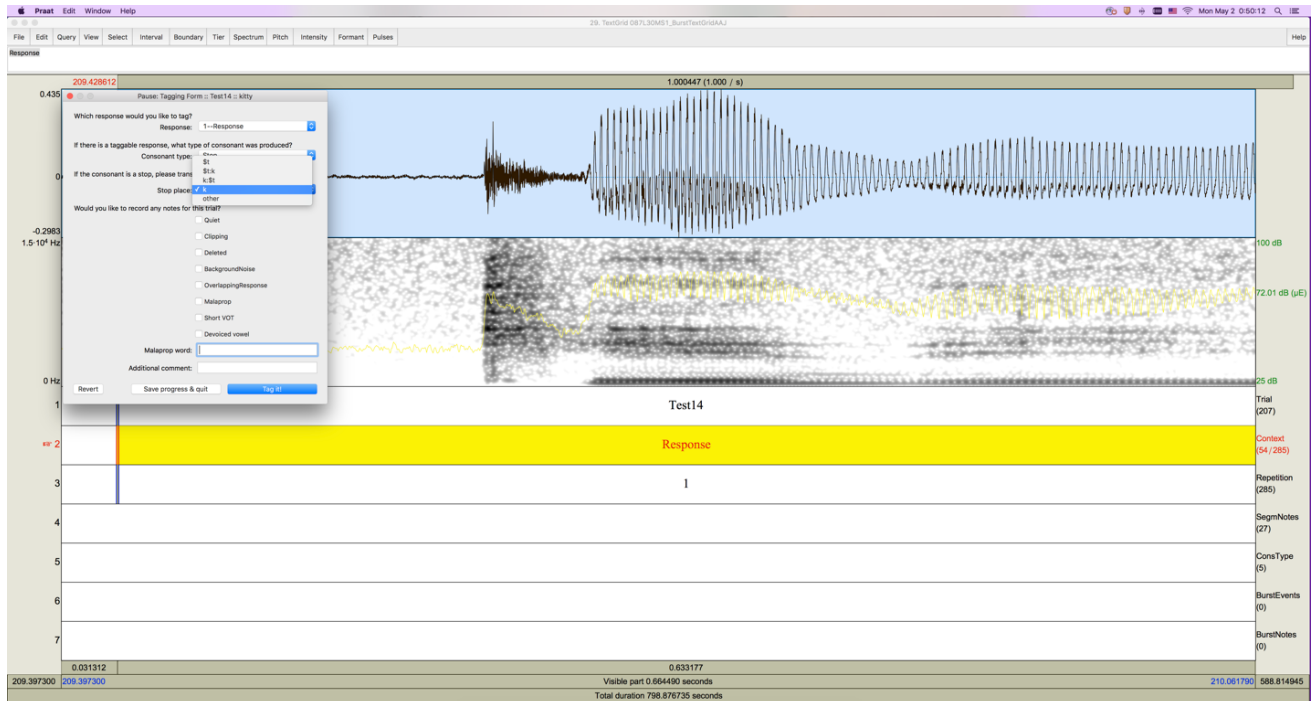 Praat Edit Window Help Mon May 2 0:50:12
29. TextGrid 087L30MS1_BurstTextGridAAJ
File Edit Query View Select Interval Boundary Tier Spectrum Pitch Intensity Formant Pulses Help
Response
209.428612 1.000447 (1.000 / s)
0.435
0
-0.2983
1.5·10⁴ Hz
0 Hz
Pause: Tagging Form :: Test14 :: kitty
Which response would you like to tag?
Response: 1--Response
If there is a taggable response, what type of consonant was produced?
Consonant type:
$t
If the consonant is a stop, please trans
$t:k
k:$t
Stop place: ✓ k
other
Would you like to record any notes for this trial?
Quiet
Clipping
Deleted
BackgroundNoise
OverlappingResponse
Malaprop
Short VOT
Devoiced vowel
Malaprop word:
Additional comment:
Revert Save progress & quit Tag it!
100 dB
72.01 dB (µE)
25 dB
1 Test14 Trial
(207)
2 Response Context
(54/285)
3 1 Repetition
(285)
4 SegmNotes
(27)
5 ConsType
(5)
6 BurstEvents
(0)
7 BurstNotes
(0)
0.031312 0.633177
209.397300 209.397300 Visible part 0.664490 seconds 210.061790 588.814945
Total duration 798.876735 seconds